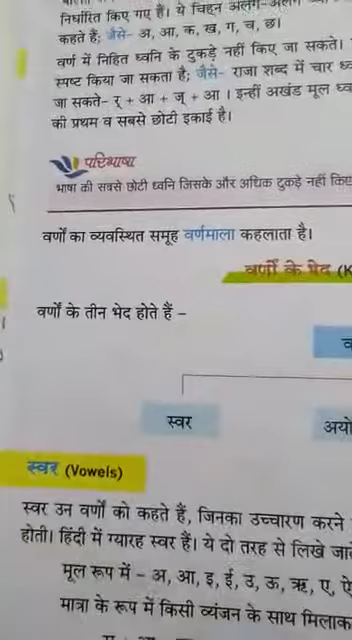 निर्धारित किए गए हैं। ये चिह्न अलग-अलग
कहते हैं; जैसे- अ, आ, क, ख, ग, च, छ।
वर्ण में निहित ध्वनि के टुकड़े नहीं किए जा सकते।
स्पष्ट किया जा सकता है; जैसे- राजा शब्द में चार
जा सकते- र् + आ + ज् + आ । इन्हीं अखंड मूल
की प्रथम व सबसे छोटी इकाई है।
परिभाषा
भाषा की सबसे छोटी ध्वनि जिसके और अधिक टुकड़े नहीं किए
वर्णों का व्यवस्थित समूह वर्णमाला कहलाता है।
वर्णों के भेद (K
वर्णों के तीन भेद होते हैं –
व
स्वर
अयो
स्वर (Vowels)
स्वर उन वर्णों को कहते हैं, जिनका उच्चारण करने
होती। हिंदी में ग्यारह स्वर हैं। ये दो तरह से लिखे
मूल रूप में – अ, आ, इ, ई, उ, ऊ, ऋ, ए, ऐ
मात्रा के रूप में किसी व्यंजन के साथ मिलाक